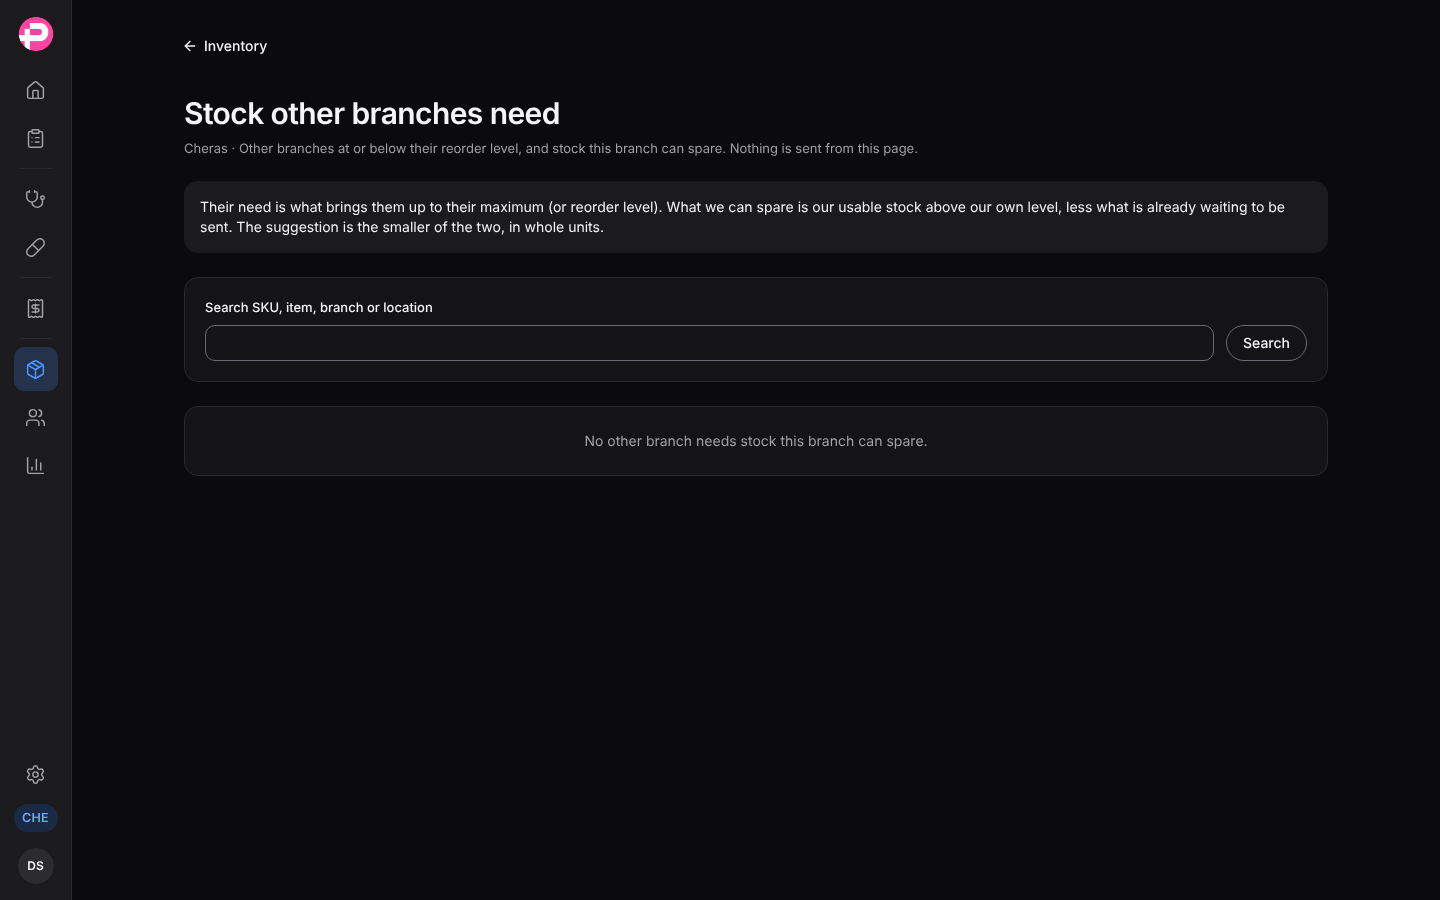 Inventory
Stock other branches need
Cheras · Other branches at or below their reorder level, and stock this branch can spare. Nothing is sent from this page.
Their need is what brings them up to their maximum (or reorder level). What we can spare is our usable stock above our own level, less what is already waiting to be
sent. The suggestion is the smaller of the two, in whole units.
Search SKU, item, branch or location
Search
No other branch needs stock this branch can spare.
CHE
DS